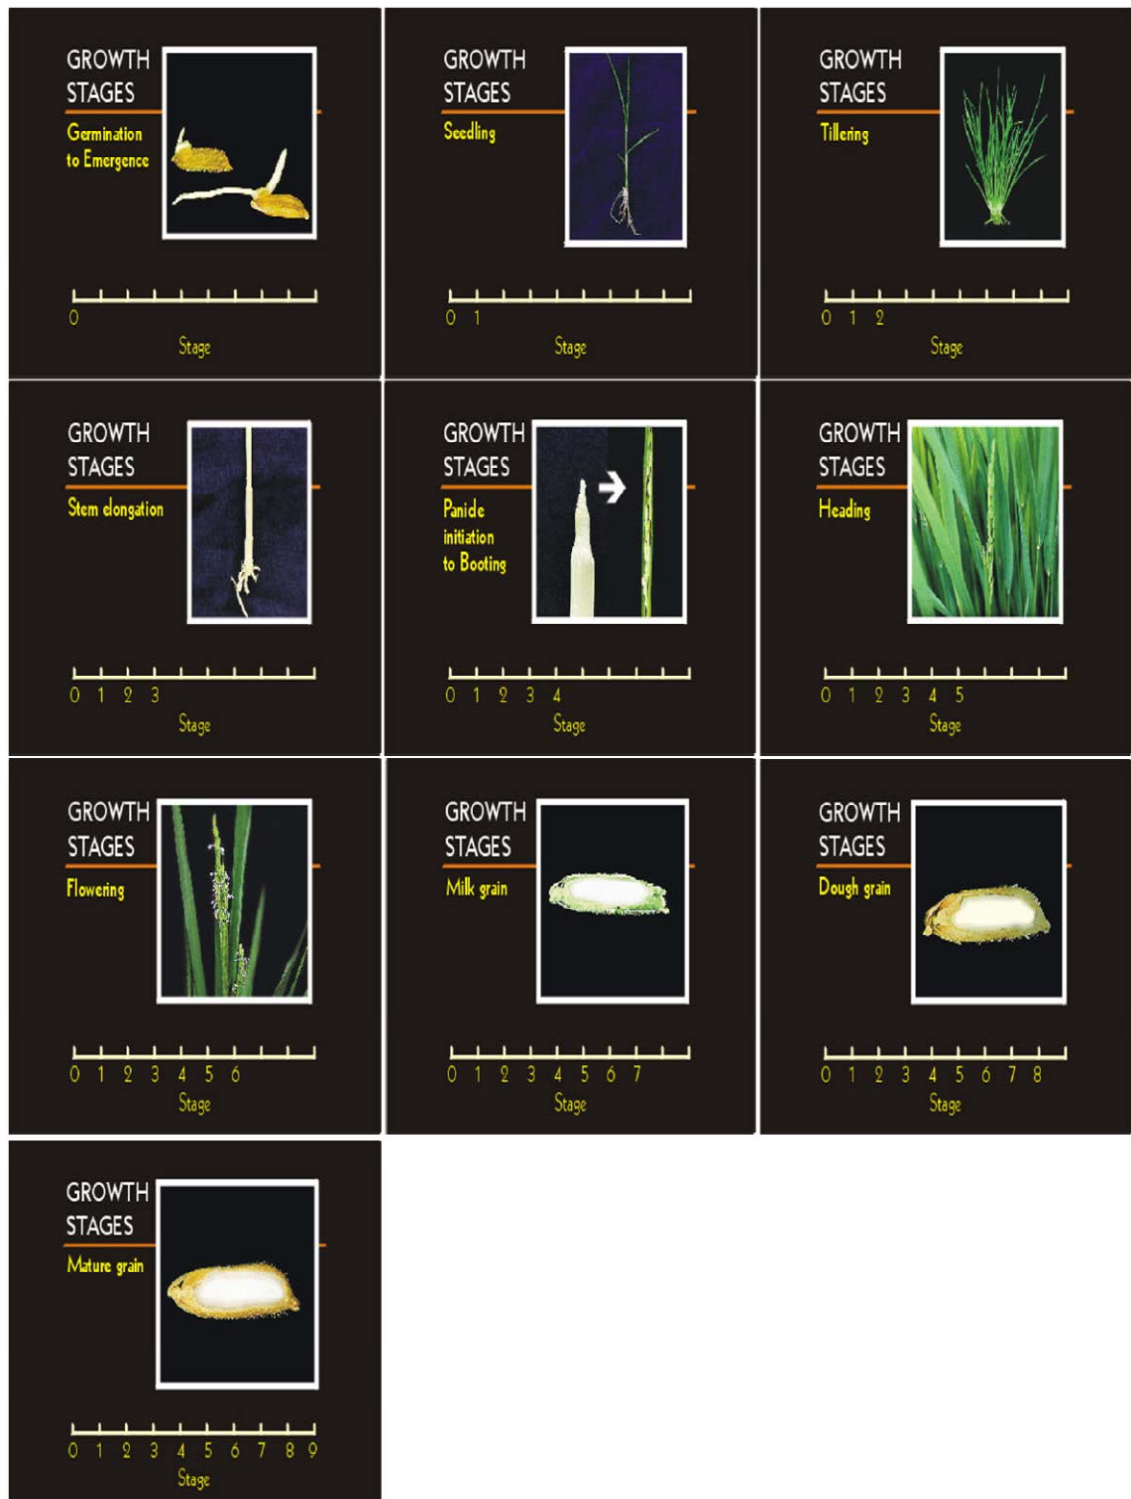 GROWTH
STAGES
Germination
to Emergence
0
Stage
GROWTH
STAGES
Seedling
0 1
Stage
GROWTH
STAGES
Tillering
0 1 2
Stage
GROWTH
STAGES
Stem elongation
0 1 2 3
Stage
GROWTH
STAGES
Panicle
initiation
to Booting
0 1 2 3 4
Stage
GROWTH
STAGES
Heading
0 1 2 3 4 5
Stage
GROWTH
STAGES
Flowering
0 1 2 3 4 5 6
Stage
GROWTH
STAGES
Milk grain
0 1 2 3 4 5 6 7
Stage
GROWTH
STAGES
Dough grain
0 1 2 3 4 5 6 7 8
Stage
GROWTH
STAGES
Mature grain
0 1 2 3 4 5 6 7 8 9
Stage